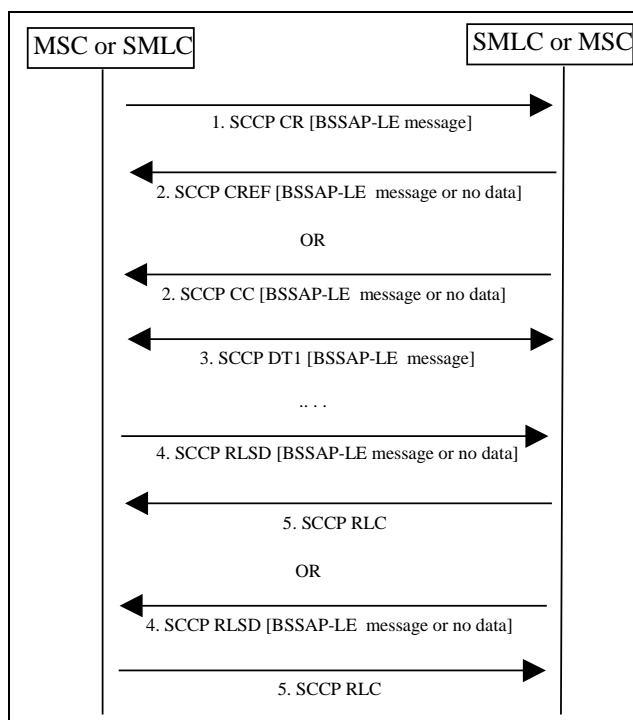 MSC or SMLC
SMLC or MSC
1. SCCP CR [BSSAP-LE message]
2. SCCP CREF [BSSAP-LE message or no data]
OR
2. SCCP CC [BSSAP-LE message or no data]
3. SCCP DT1 [BSSAP-LE message]
.. . .
4. SCCP RLSD [BSSAP-LE message or no data]
5. SCCP RLC
OR
4. SCCP RLSD [BSSAP-LE message or no data]
5. SCCP RLC